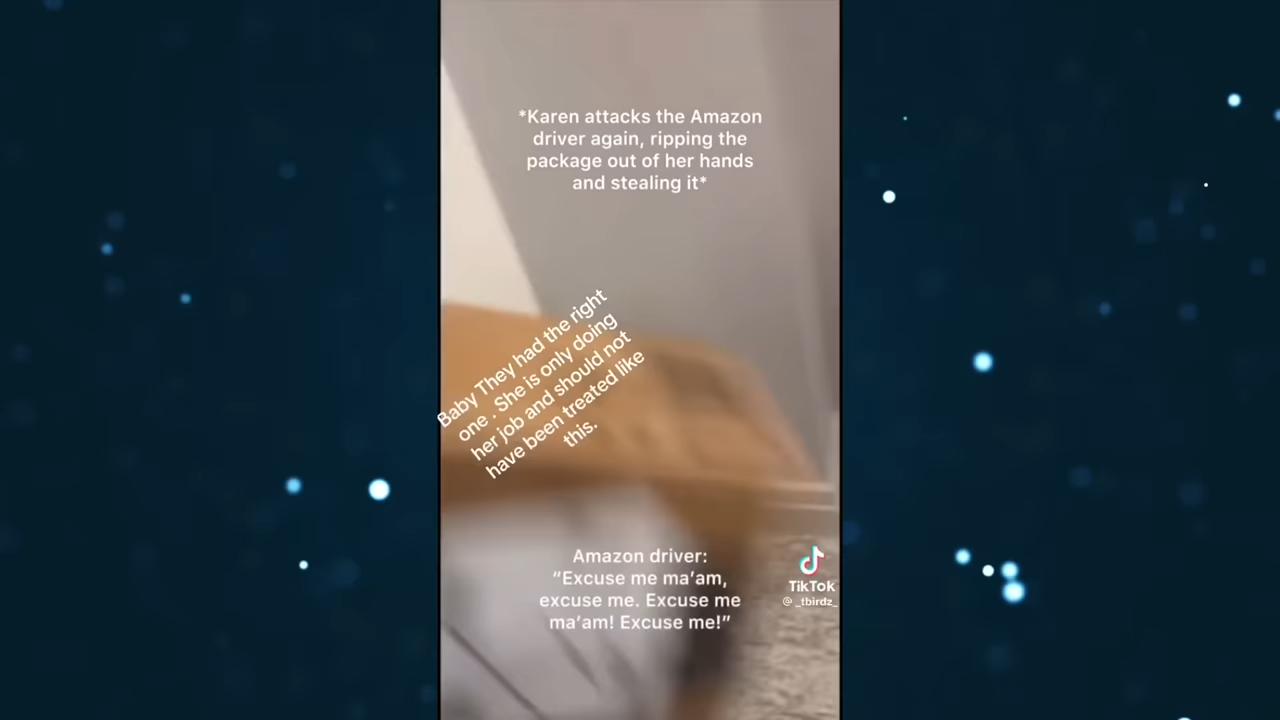 *Karen attacks the Amazon
driver again, ripping the
package out of her hands
and stealing it*
Baby They had the right
one . She is only doing
her job and should not
have been treated like
this.
Amazon driver:
“Excuse me ma’am,
excuse me. Excuse me
ma’am! Excuse me!”
TikTok
@ _tbirdz_